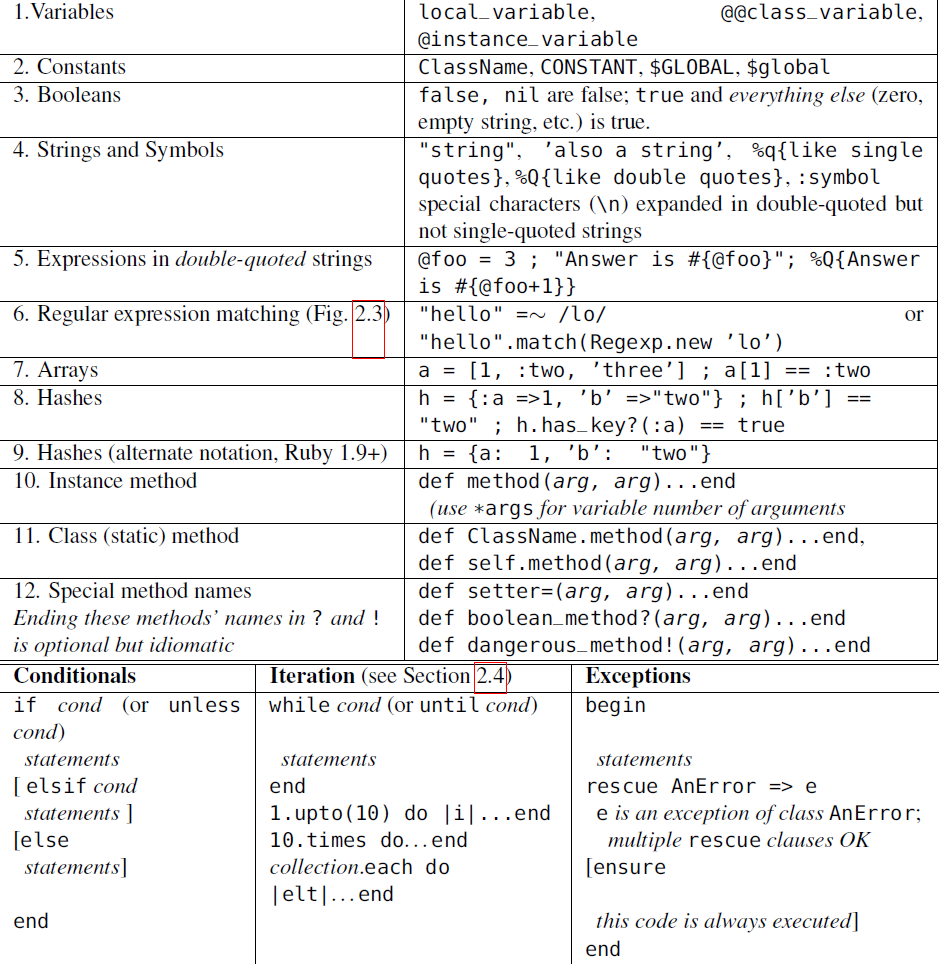 1.Variables
local_variable, @@class_variable,
@instance_variable
2. Constants
ClassName, CONSTANT, $GLOBAL, $global
3. Booleans
false, nil are false; true and everything else (zero,
empty string, etc.) is true.
4. Strings and Symbols
"string", ’also a string’, %q{like single
quotes}, %Q{like double quotes}, :symbol
special characters (\n) expanded in double-quoted but
not single-quoted strings
5. Expressions in double-quoted strings
@foo = 3 ; "Answer is #{@foo}"; %Q{Answer
is #{@foo+1}}
6. Regular expression matching (Fig. 2.3)
"hello" =∼ /lo/ or
"hello".match(Regexp.new ’lo’)
7. Arrays
a = [1, :two, ’three’] ; a[1] == :two
8. Hashes
h = {:a =>1, ’b’ =>"two"} ; h[’b’] ==
"two" ; h.has_key?(:a) == true
9. Hashes (alternate notation, Ruby 1.9+)
h = {a: 1, ’b’: "two"}
10. Instance method
def method(arg, arg)...end
(use *args for variable number of arguments
11. Class (static) method
def ClassName.method(arg, arg)...end,
def self.method(arg, arg)...end
12. Special method names
Ending these methods’ names in ? and !
is optional but idiomatic
def setter=(arg, arg)...end
def boolean_method?(arg, arg)...end
def dangerous_method!(arg, arg)...end
Conditionals
if cond (or unless
cond)
statements
[ elsif cond
statements ]
[else
statements]
end
Iteration (see Section 2.4)
while cond (or until cond)
statements
end
1.upto(10) do |i|...end
10.times do...end
collection.each do
|elt|...end
Exceptions
begin
statements
rescue AnError => e
e is an exception of class AnError;
multiple rescue clauses OK
[ensure
this code is always executed]
end